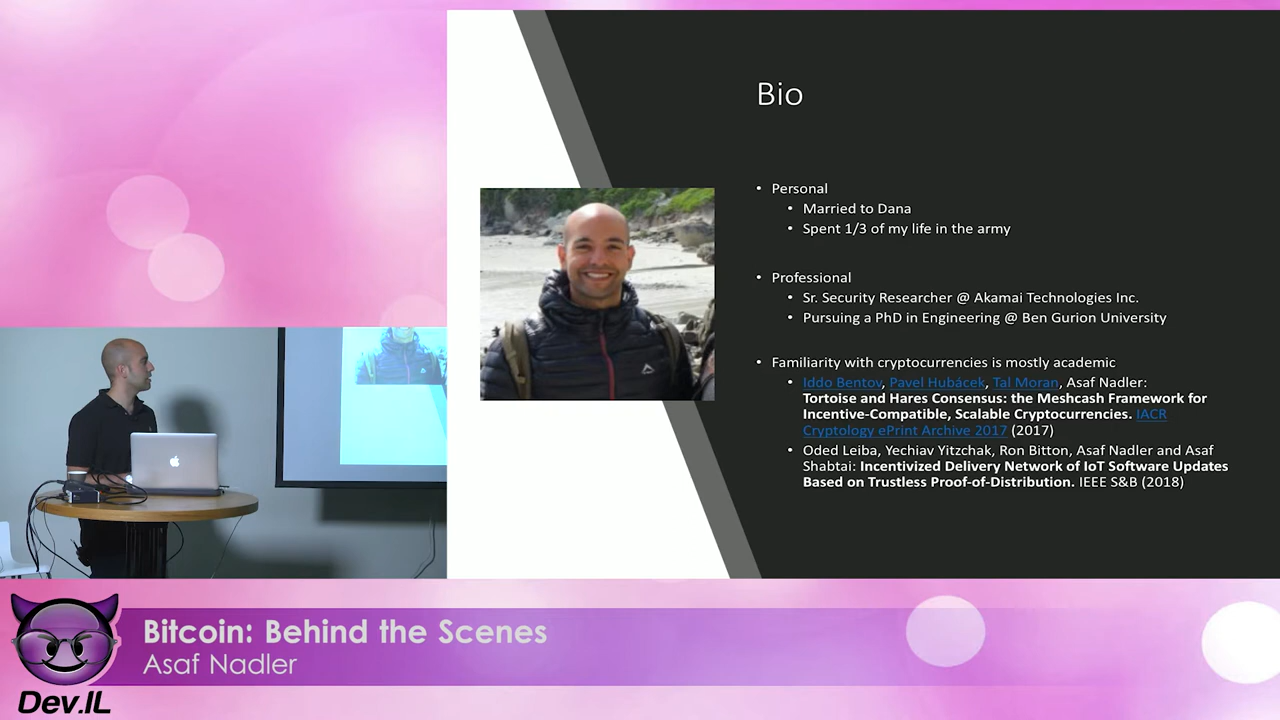 Bio
• Personal
• Married to Dana
• Spent 1/3 of my life in the army
• Professional
• Sr. Security Researcher @ Akamai Technologies Inc.
• Pursuing a PhD in Engineering @ Ben Gurion University
• Familiarity with cryptocurrencies is mostly academic
• Iddo Bentov, Pavel Hubácek, Tal Moran, Asaf Nadler:
Tortoise and Hares Consensus: the Meshcash Framework for
Incentive-Compatible, Scalable Cryptocurrencies. IACR
Cryptology ePrint Archive 2017 (2017)
• Oded Leiba, Yechiav Yitzchak, Ron Bitton, Asaf Nadler and Asaf
Shabtai: Incentivized Delivery Network of IoT Software Updates
Based on Trustless Proof-of-Distribution. IEEE S&B (2018)
Bitcoin: Behind the Scenes
Asaf Nadler
Dev.IL